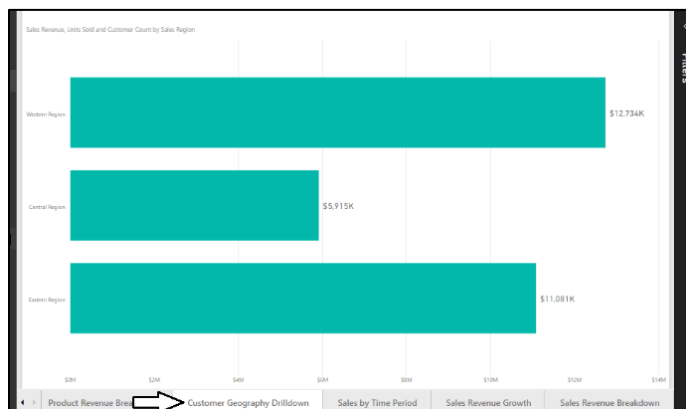 Sales Revenue, Units Sold and Customer Count by Sales Region
Filters
Western Region
$12,734K
Central Region
$5,915K
Eastern Region
$11,081K
$0M $2M $4M $6M $8M $10M $12M $14M
Product Revenue Customer Geography Drilldown Sales by Time Period Sales Revenue Growth Sales Revenue Breakdown